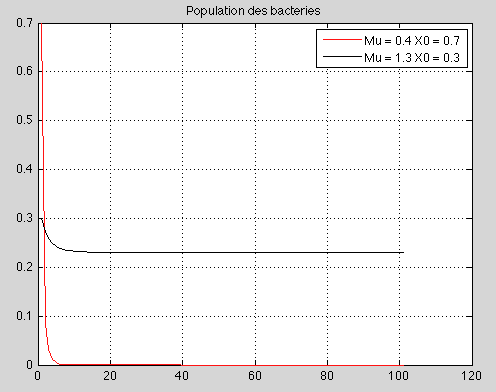 Population des bacteries
0.7
Mu = 0.4 X0 = 0.7
Mu = 1.3 X0 = 0.3
0.6
0.5
0.4
0.3
0.2
0.1
0
0 20 40 60 80 100 120